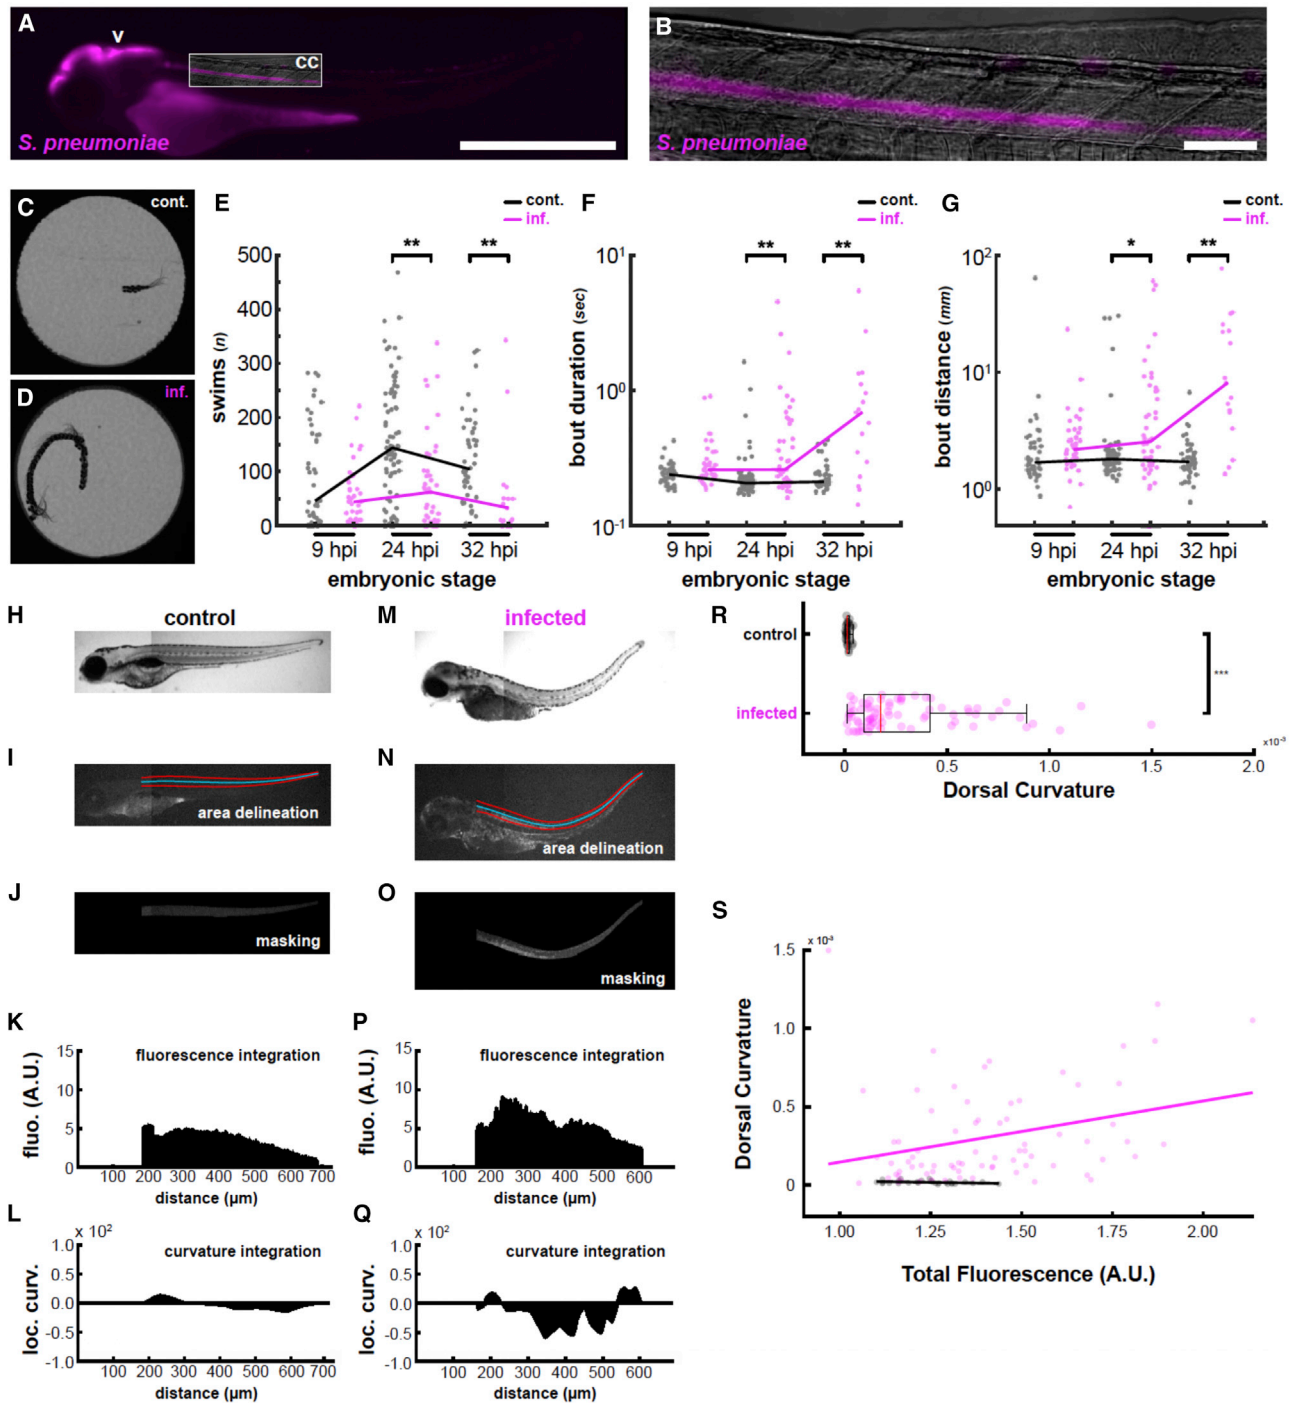 A
v
CC
S. pneumoniae
B
S. pneumoniae
C
cont.
D
inf.
E
cont.
inf.
**
**
swims (n)
500
400
300
200
100
0
9 hpi
24 hpi
32 hpi
embryonic stage
F
cont.
inf.
**
**
bout duration (sec)
10¹
10⁰
10⁻¹
9 hpi
24 hpi
32 hpi
embryonic stage
G
cont.
inf.
*
**
bout distance (mm)
10²
10¹
10⁰
9 hpi
24 hpi
32 hpi
embryonic stage
H
control
I
area delineation
J
masking
K
fluorescence integration
fluo. (A.U.)
15
10
5
0
100 200 300 400 500 600 700
distance (µm)
L
x 10²
curvature integration
loc. curv.
1.0
0.5
0.0
-0.5
-1.0
100 200 300 400 500 600 700
distance (µm)
M
infected
N
area delineation
O
masking
P
fluorescence integration
fluo. (A.U.)
15
10
5
0
100 200 300 400 500 600
distance (µm)
Q
x 10²
curvature integration
loc. curv.
1.0
0.5
0.0
-0.5
-1.0
100 200 300 400 500 600
distance (µm)
R
control
infected
***
x10⁻³
0 0.5 1.0 1.5 2.0
Dorsal Curvature
S
x 10⁻³
Dorsal Curvature
1.5
1.0
0.5
0
1.00 1.25 1.50 1.75 2.00
Total Fluorescence (A.U.)